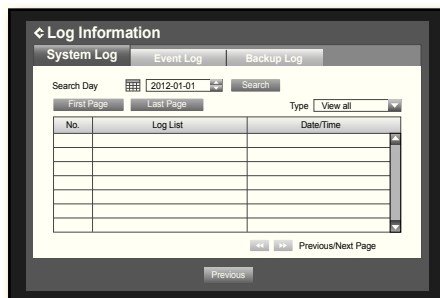 Log Information
System Log Event Log Backup Log
Search Day 2012-01-01 Search
First Page Last Page Type View all
No. Log List Date/Time
Previous/Next Page
Previous